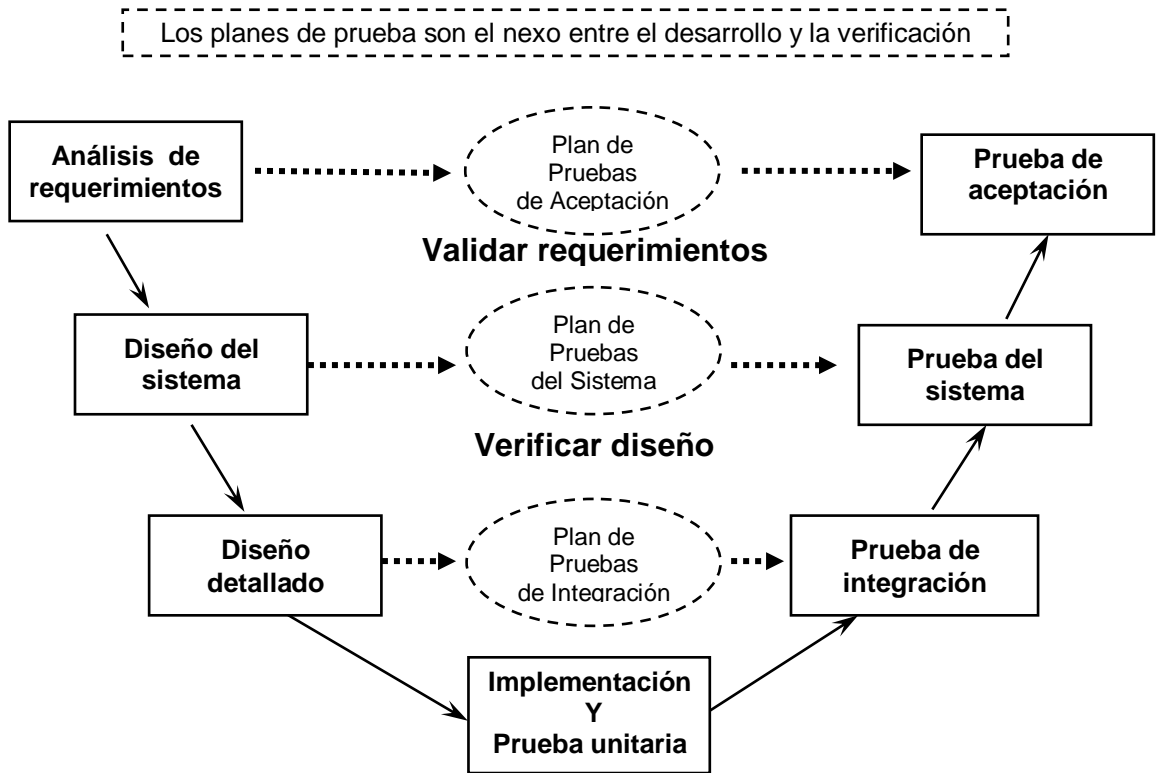 Los planes de prueba son el nexo entre el desarrollo y la verificación
Análisis de
requerimientos
Plan de
Pruebas
de Aceptación
Prueba de
aceptación
Validar requerimientos
Diseño del
sistema
Plan de
Pruebas
del Sistema
Prueba del
sistema
Verificar diseño
Diseño
detallado
Plan de
Pruebas
de Integración
Prueba de
integración
Implementación
Y
Prueba unitaria